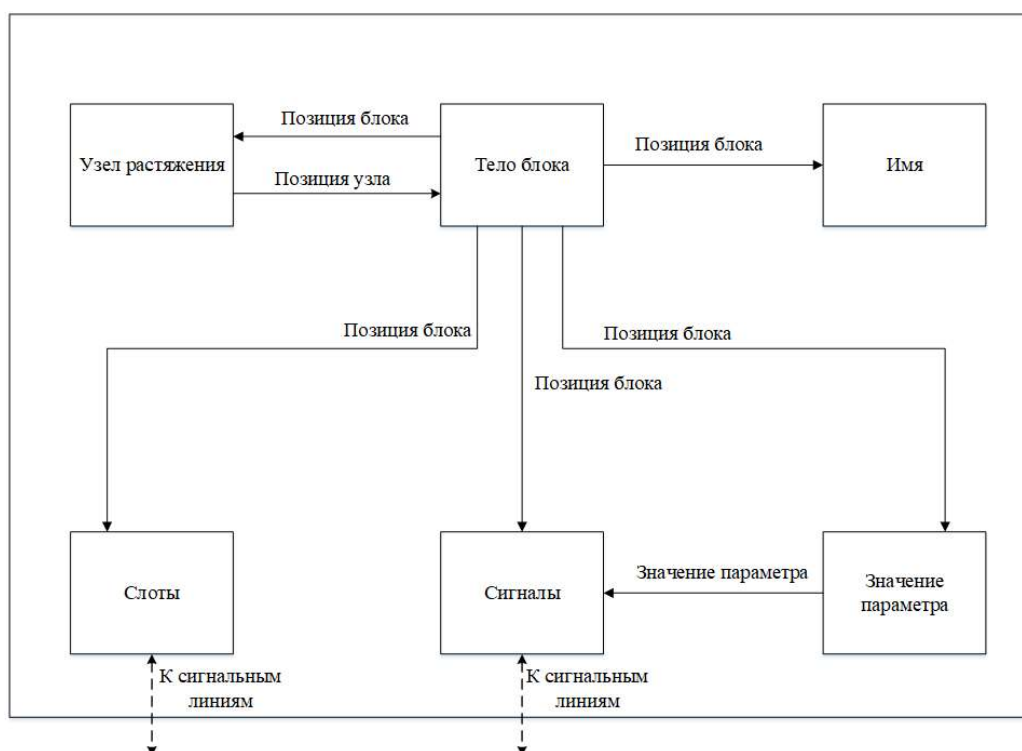 Позиция блока
Позиция блока
Узел растяжения
Тело блока
Имя
Позиция узла
Позиция блока
Позиция блока
Позиция блока
Значение параметра
Слоты
Сигналы
Значение
параметра
К сигнальным
линиям
К сигнальным
линиям